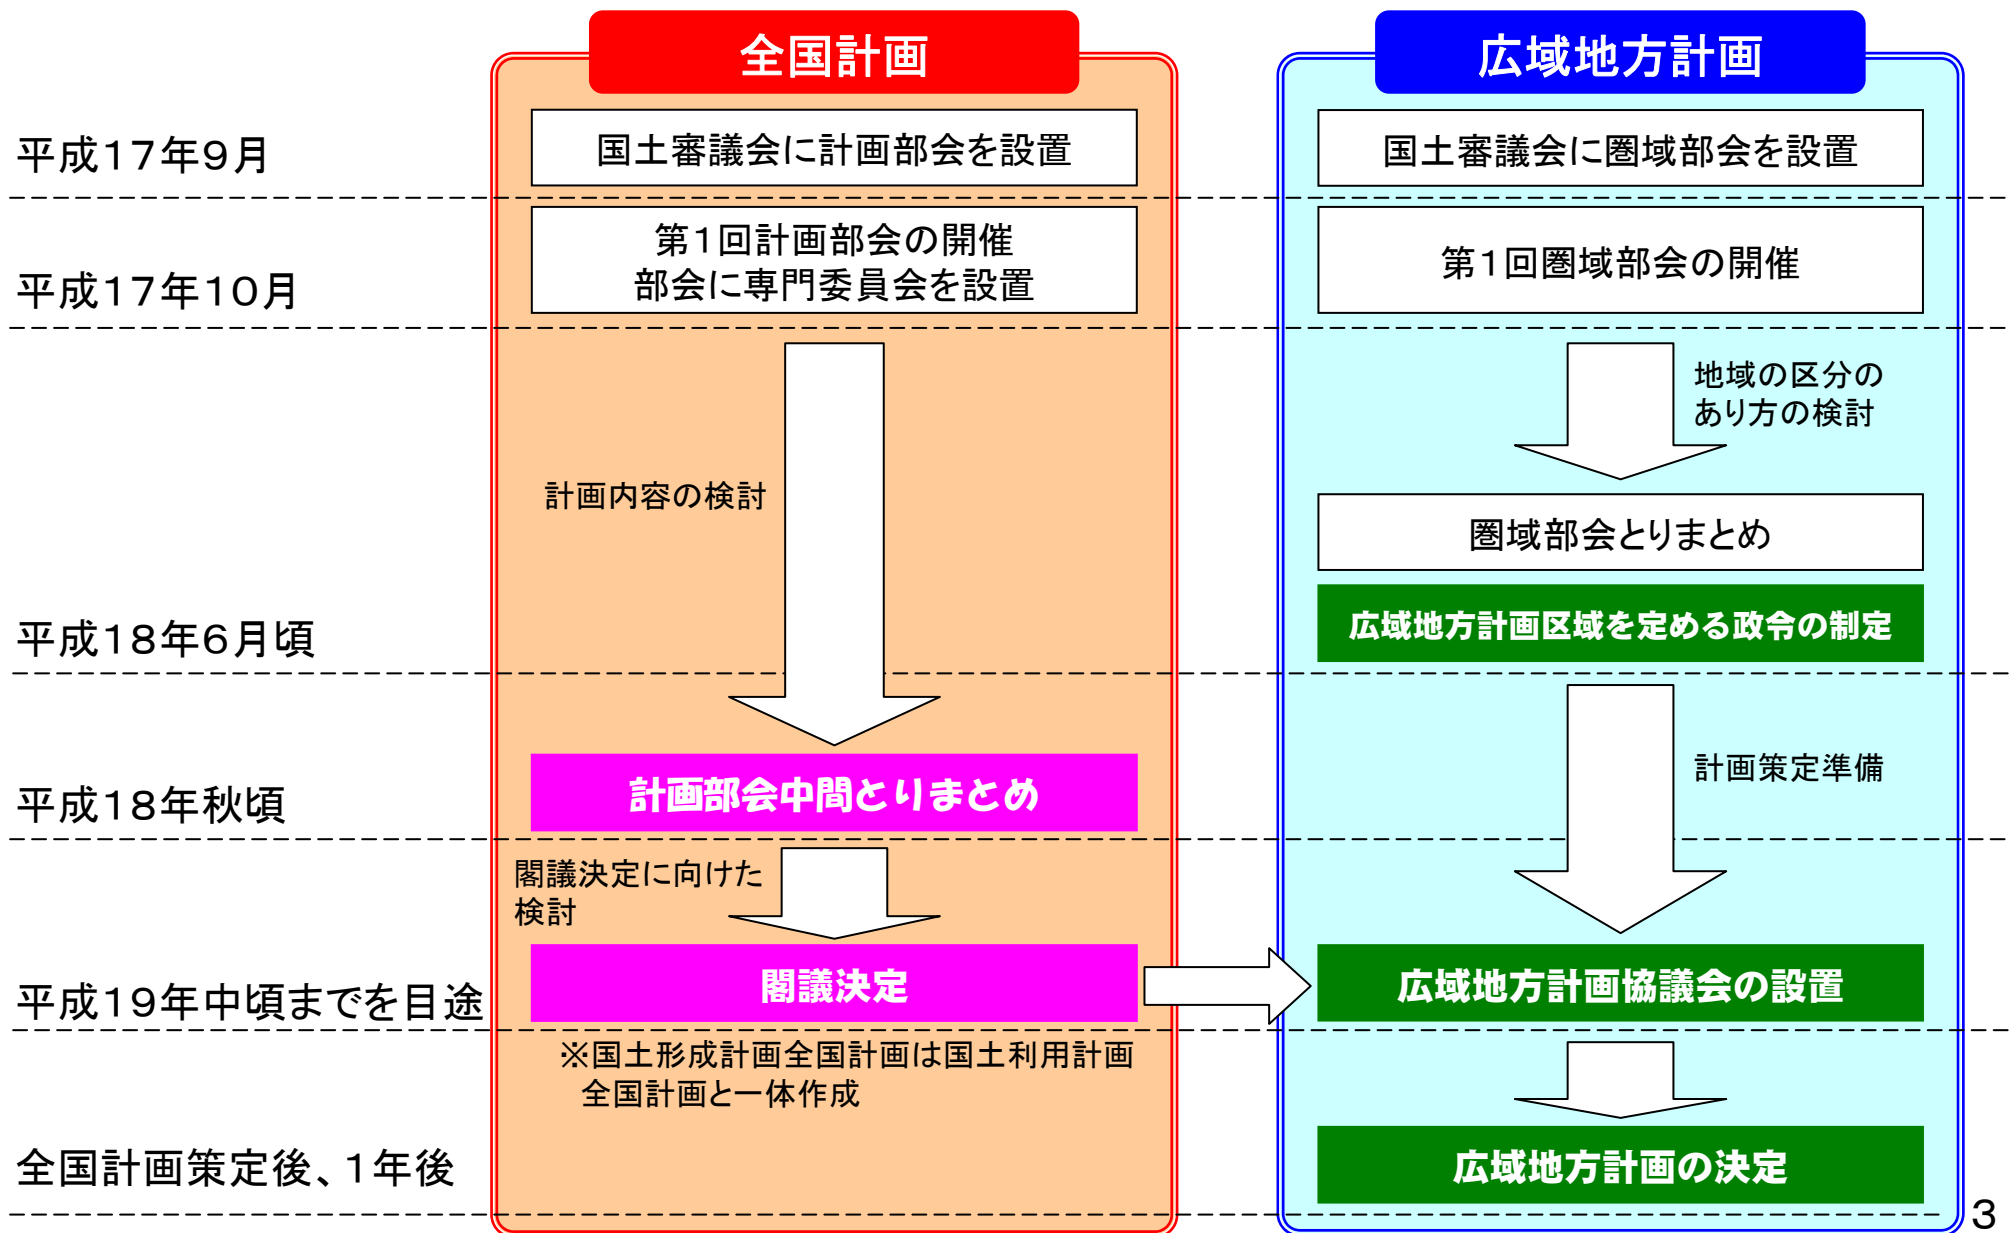 全国計画
広域地方計画
平成17年9月
国土審議会に計画部会を設置
国土審議会に圏域部会を設置
平成17年10月
第1回計画部会の開催
部会に専門委員会を設置
第1回圏域部会の開催
地域の区分の
あり方の検討
計画内容の検討
圏域部会とりまとめ
平成18年6月頃
広域地方計画区域を定める政令の制定
平成18年秋頃
計画部会中間とりまとめ
計画策定準備
閣議決定に向けた
検討
平成19年中頃までを目途
閣議決定
広域地方計画協議会の設置
※国土形成計画全国計画は国土利用計画
全国計画と一体作成
全国計画策定後、1年後
広域地方計画の決定
3